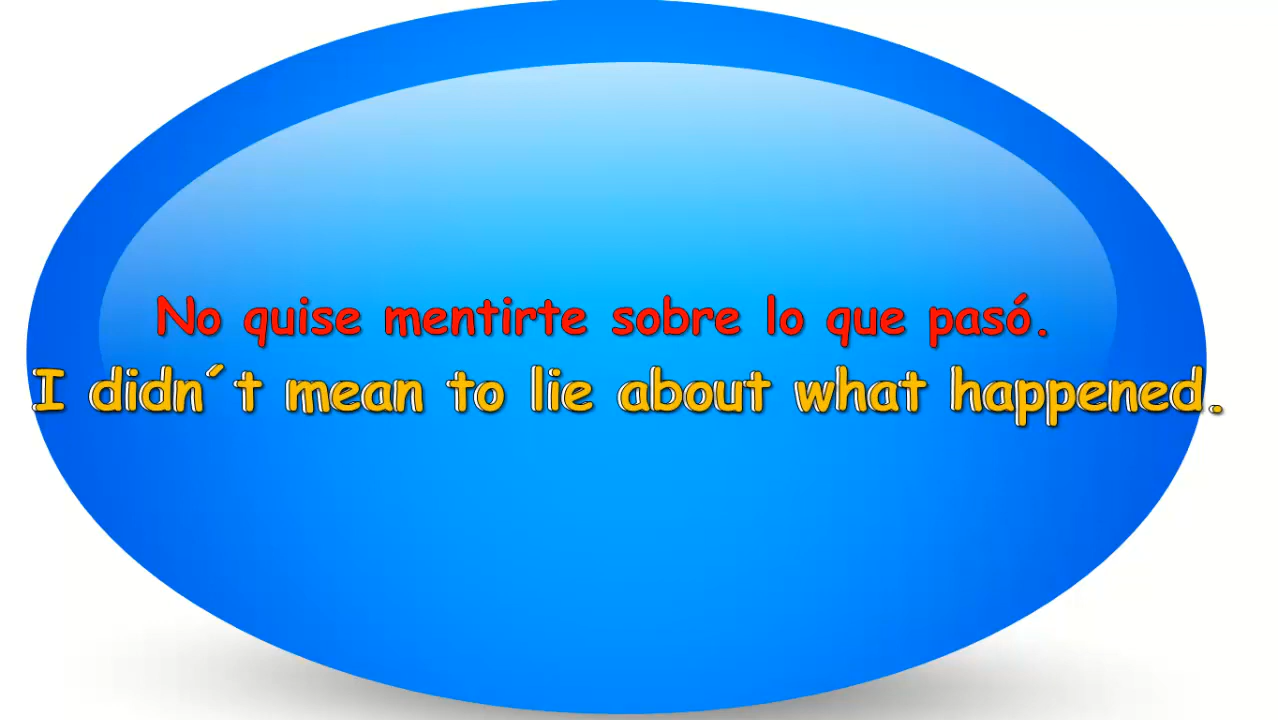 No quise mentirte sobre lo que pasó.
I didn´t mean to lie about what happened.